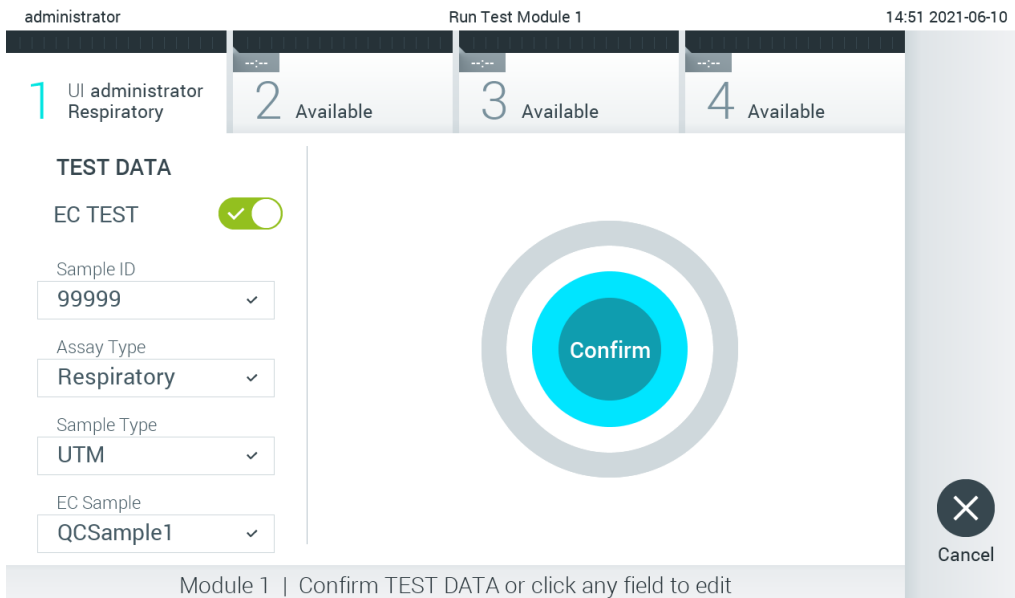 administrator
Run Test Module 1
14:51 2021-06-10
1
UI administrator
Respiratory
--:--
2
Available
--:--
3
Available
--:--
4
Available
TEST DATA
EC TEST
Sample ID
99999
Assay Type
Respiratory
Sample Type
UTM
EC Sample
QCSample1
Confirm
Cancel
Module 1 | Confirm TEST DATA or click any field to edit